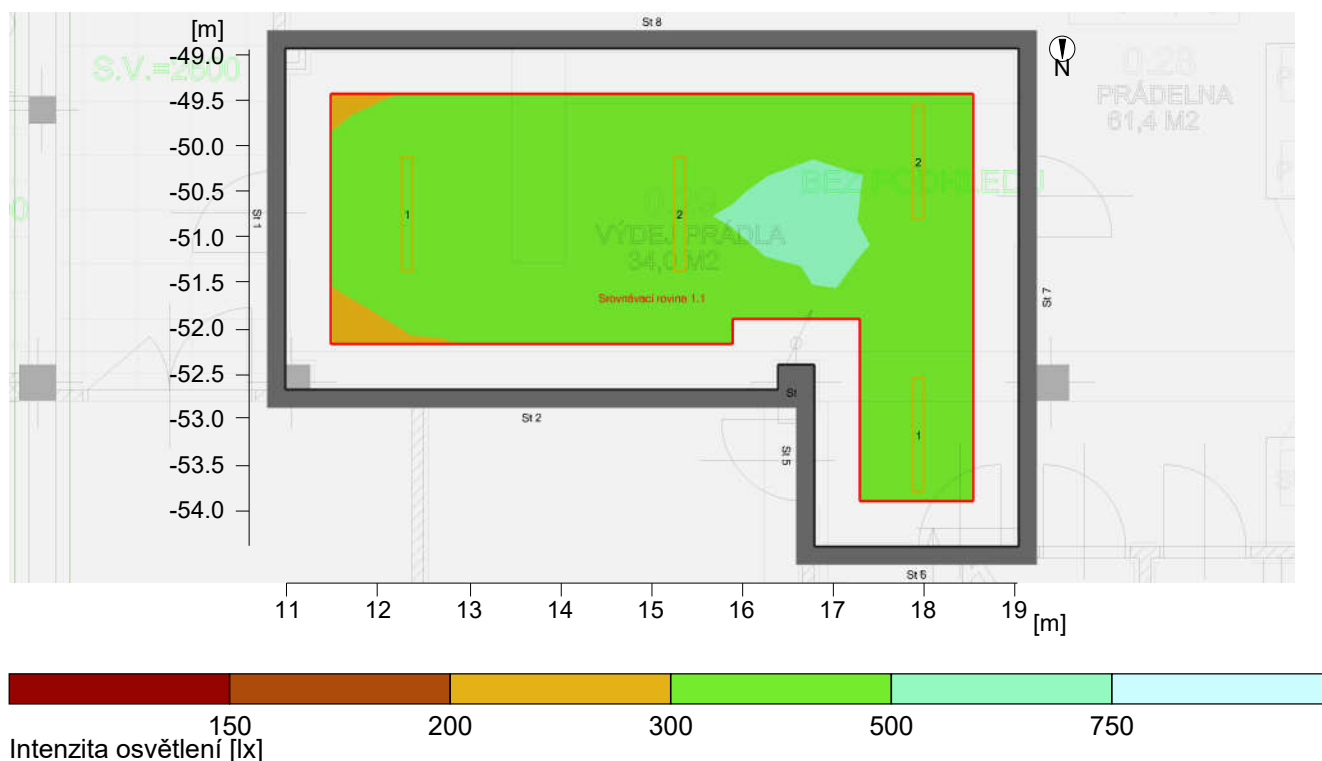 St 8
[m]
-49.0
-49.5
-50.0
-50.5
-51.0
-51.5
-52.0
-52.5
-53.0
-53.5
-54.0
S.V.=2600
N
0.28
PRÁDELNA
61,4 M2
2
BEZ PODHLEDU
1
2
0.29
VÝDEJ PRÁDLA
34,0 M2
St 1
Srovnávací rovina 1.1
St 7
St
St 2
St 5
1
St 6
11 12 13 14 15 16 17 18 19
[m]
150 200 300 500 750
Intenzita osvětlení [lx]